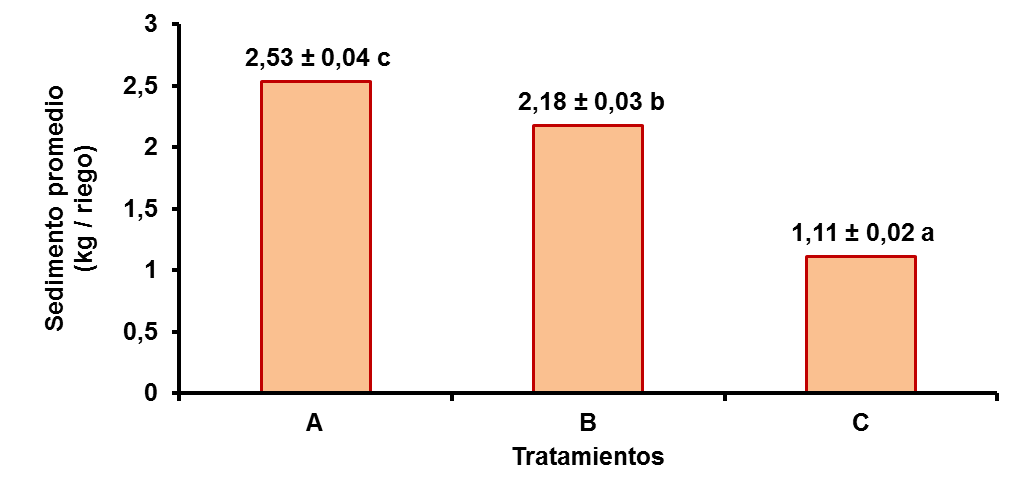 Sedimento promedio
(kg / riego)
3
2,5
2
1,5
1
0,5
0
2,53 ± 0,04 c
2,18 ± 0,03 b
1,11 ± 0,02 a
A
B
C
Tratamientos